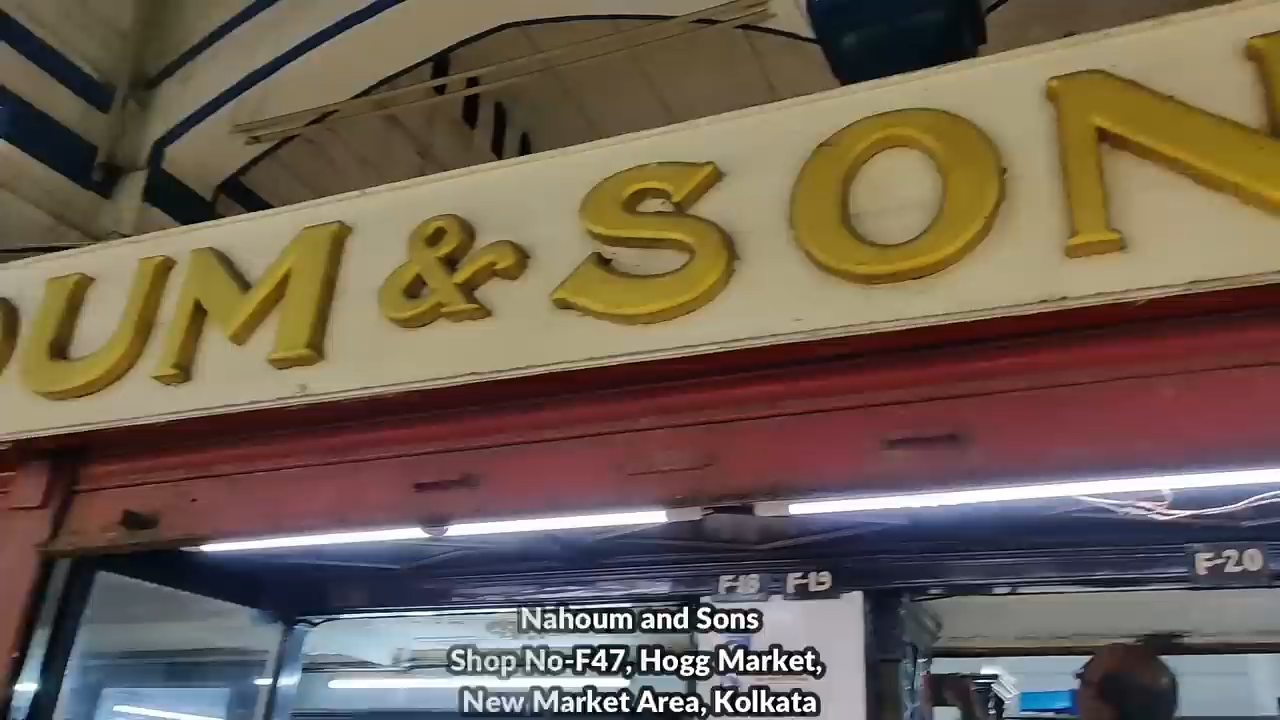 OUM & SON
F-18 F-19
F-20
Nahoum and Sons
Shop No-F47, Hogg Market,
New Market Area, Kolkata